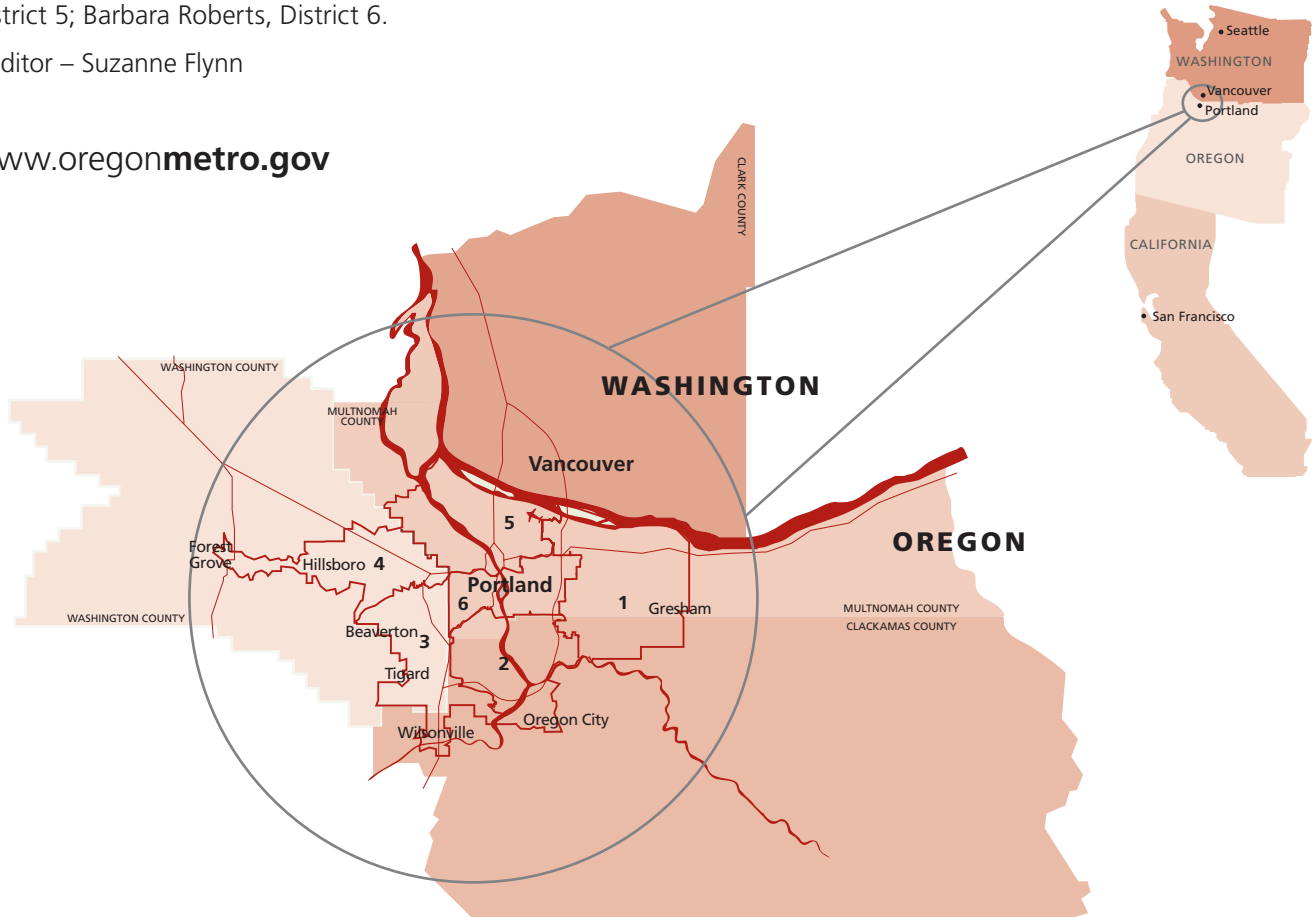 strict 5; Barbara Roberts, District 6.
ditor – Suzanne Flynn
ww.oregonmetro.gov
Seattle
WASHINGTON
Vancouver
Portland
OREGON
CALIFORNIA
San Francisco
CLARK COUNTY
WASHINGTON
WASHINGTON COUNTY
MULTNOMAH
COUNTY
Vancouver
5
OREGON
Forest
Grove
Hillsboro
4
Portland
6
1
Gresham
MULTNOMAH COUNTY
CLACKAMAS COUNTY
WASHINGTON COUNTY
Beaverton
3
2
Tigard
Oregon City
Wilsonville